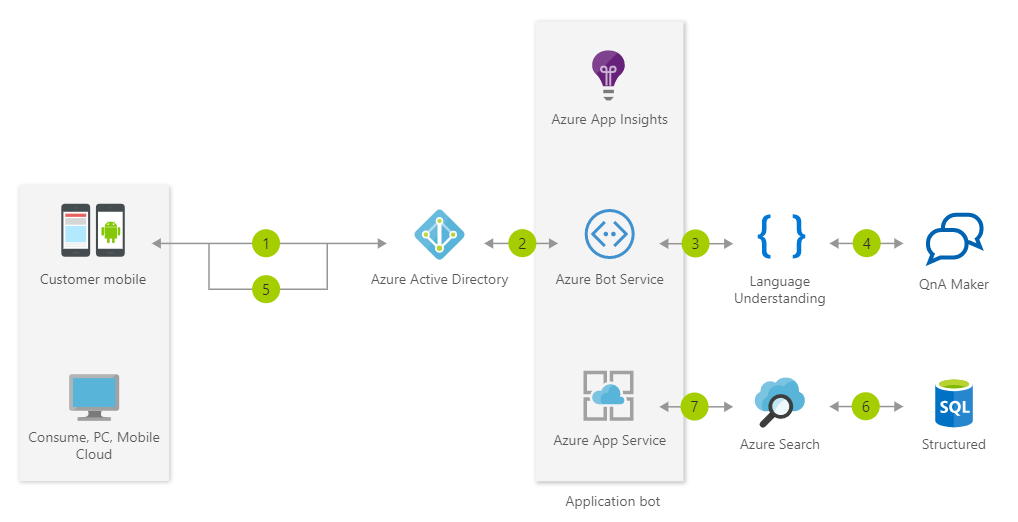 Azure App Insights
1
2
3
4
Customer mobile
5
Azure Active Directory
Azure Bot Service
Language
Understanding
QnA Maker
SQL
7
6
Consume, PC, Mobile
Cloud
Azure App Service
Azure Search
Structured
Application bot